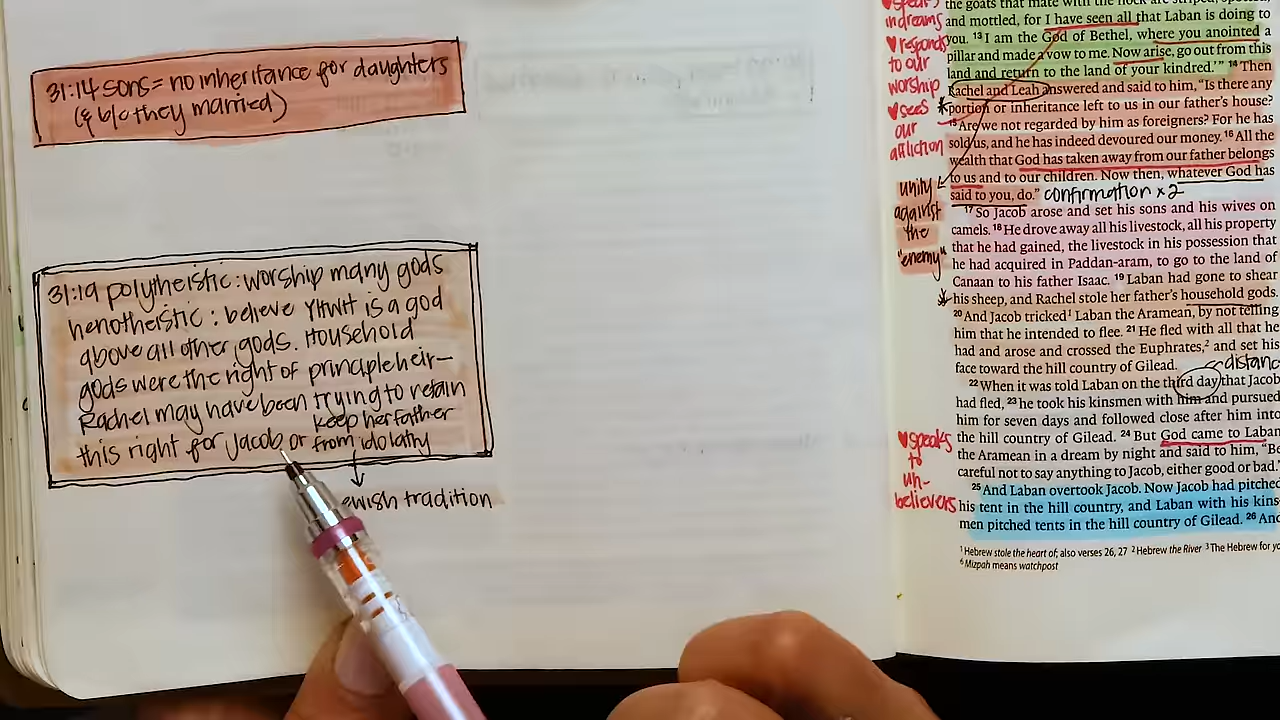 31:14 sons = no inheritance for daughters
(& b/c they married)
31:19 polytheistic: worship many gods
henotheistic: believe YHWH is a god
above all other gods. Household
gods were the right of principle heir-
Rachel may have been trying to retain
this right for Jacob or keep her father
from idolatry
ewish tradition
in dreams
♥ responds
to our
worship
♥ sees
our
affliction
unity
against
the
"enemy"
♥ speaks
to
un-
believers
and mottled, for I have seen all that Laban is doing to
you. 13 I am the God of Bethel, where you anointed a
pillar and made a vow to me. Now arise, go out from this
land and return to the land of your kindred.'" 14 Then
Rachel and Leah answered and said to him, "Is there any
portion or inheritance left to us in our father's house?
15 Are we not regarded by him as foreigners? For he has
sold us, and he has indeed devoured our money. 16 All the
wealth that God has taken away from our father belongs
to us and to our children. Now then, whatever God has
said to you, do." confirmation x 2
17 So Jacob arose and set his sons and his wives on
camels. 18 He drove away all his livestock, all his property
that he had gained, the livestock in his possession that
he had acquired in Paddan-aram, to go to the land of
Canaan to his father Isaac. 19 Laban had gone to shear
his sheep, and Rachel stole her father's household gods.
20 And Jacob tricked1 Laban the Aramean, by not telling
him that he intended to flee. 21 He fled with all that he
had and arose and crossed the Euphrates,2 and set his
face toward the hill country of Gilead.
distanc
22 When it was told Laban on the third day that Jacob
had fled, 23 he took his kinsmen with him and pursued
him for seven days and followed close after him into
the hill country of Gilead. 24 But God came to Laban
the Aramean in a dream by night and said to him, "Be
careful not to say anything to Jacob, either good or bad."
25 And Laban overtook Jacob. Now Jacob had pitched
his tent in the hill country, and Laban with his kins
men pitched tents in the hill country of Gilead. 26 And
1 Hebrew stole the heart of; also verses 26, 27 2 Hebrew the River 3 The Hebrew for yo
6 Mizpah means watchpost